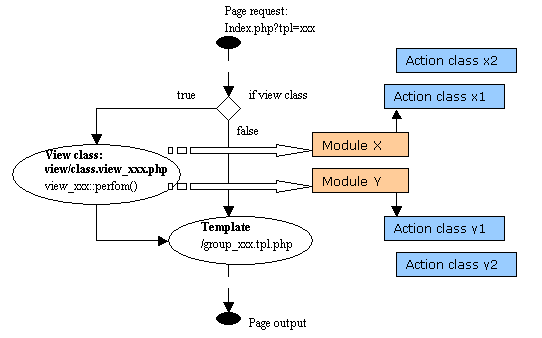 Page request:
Index.php?tpl=xxx
Action class x2
true
if view class
Action class x1
false
View class:
view/class.view_xxx.php
view_xxx::perfom()
Module X
Module Y
Template
/group_xxx.tpl.php
Action class y1
Action class y2
Page output